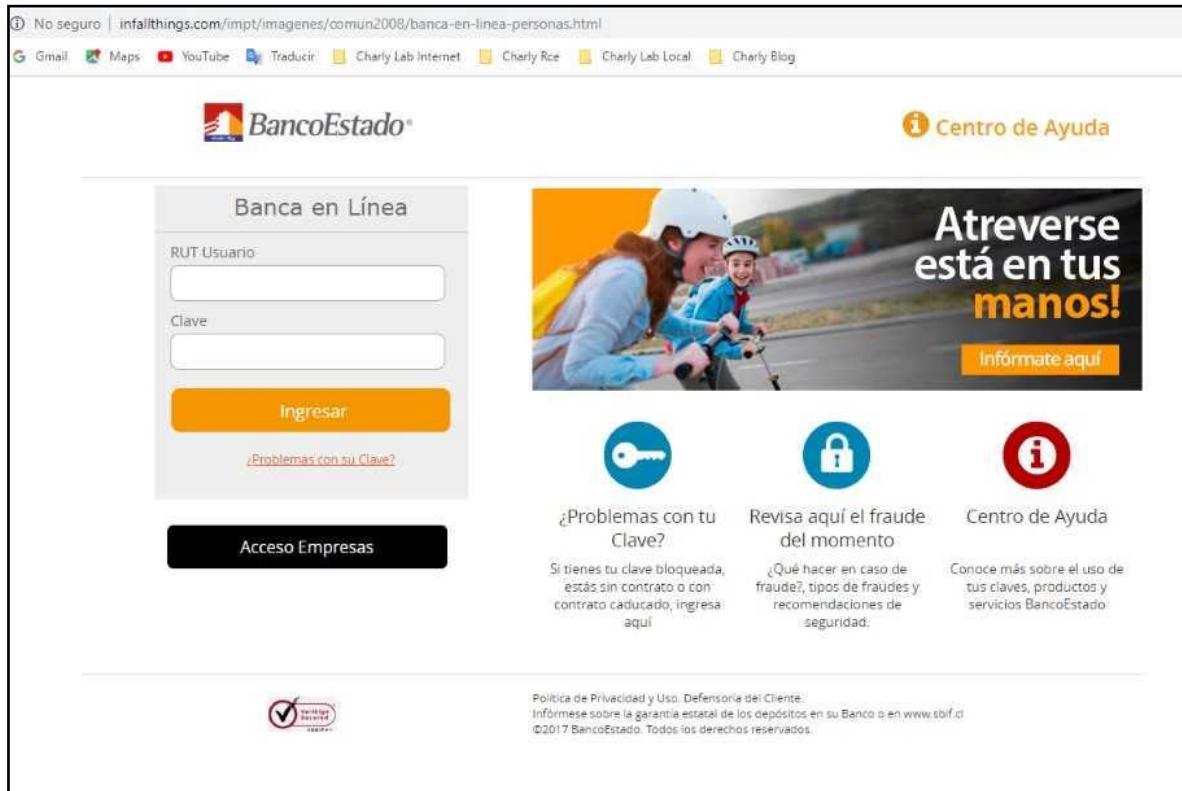 No seguro | infallthings.com/impt/imagenes/comun2008/banca-en-linea-personas.html
Gmail Maps YouTube Traducir Charly Lab Internet Charly Rce Charly Lab Local Charly Blog
BancoEstado®
Centro de Ayuda
Banca en Línea
RUT Usuario
Clave
Ingresar
¿Problemas con su Clave?
Acceso Empresas
Atreverse
está en tus
manos!
Infórmate aquí
¿Problemas con tu
Clave?
Si tienes tu clave bloqueada,
estás sin contrato o con
contrato caducado, ingresa
aquí
Revisa aquí el fraude
del momento
¿Qué hacer en caso de
fraude?, tipos de fraudes y
recomendaciones de
seguridad.
Centro de Ayuda
Conoce más sobre el uso de
tus claves, productos y
servicios BancoEstado
Política de Privacidad y Uso. Defensoría del Cliente.
Infórmese sobre la garantía estatal de los depósitos en su Banco o en www.sbif.cl
©2017 BancoEstado. Todos los derechos reservados.